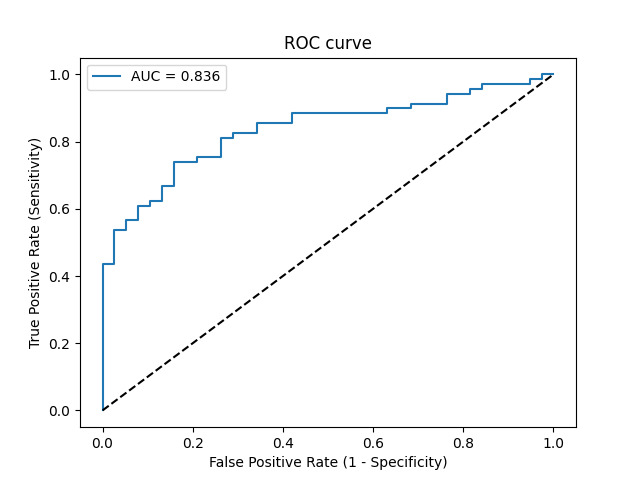 ROC curve
AUC = 0.836
True Positive Rate (Sensitivity)
1.0
0.8
0.6
0.4
0.2
0.0
0.0 0.2 0.4 0.6 0.8 1.0
False Positive Rate (1 - Specificity)